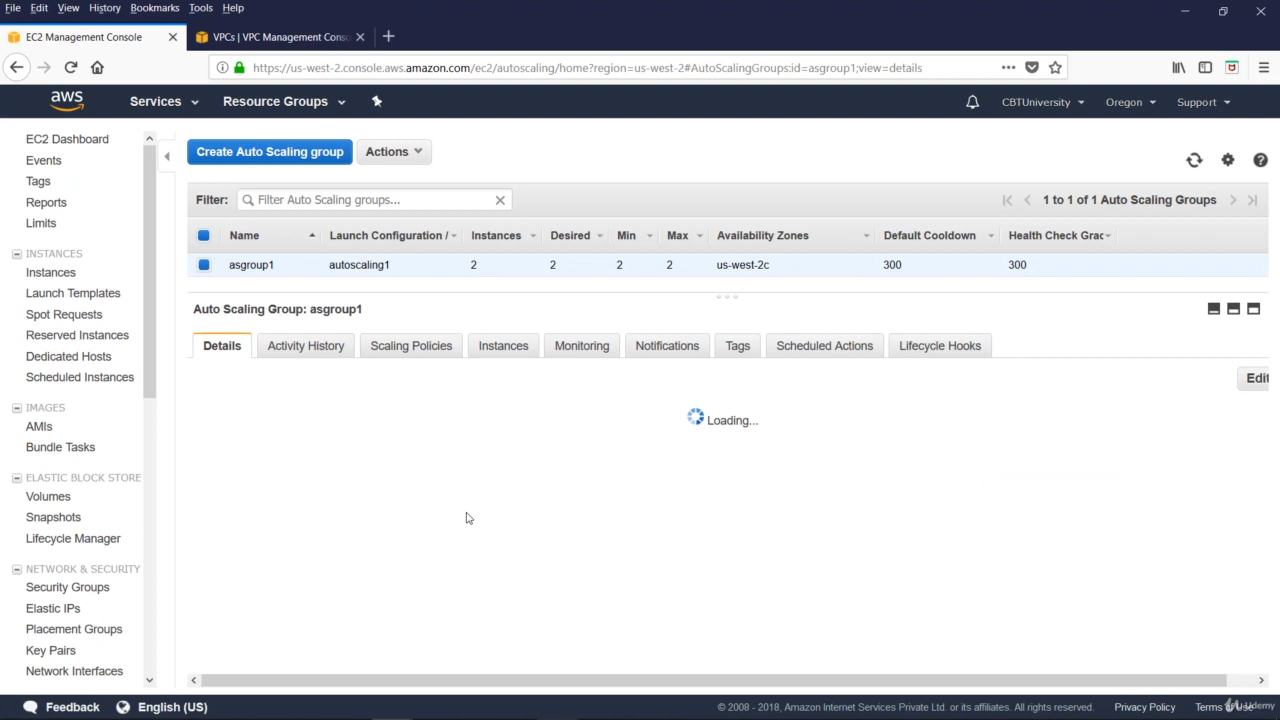 File Edit View History Bookmarks Tools Help
EC2 Management Console
VPCs | VPC Management Cons
https://us-west-2.console.aws.amazon.com/ec2/autoscaling/home?region=us-west-2#AutoScalingGroups:id=asgroup1;view=details
aws Services Resource Groups CBTUniversity Oregon Support
EC2 Dashboard
Events
Tags
Reports
Limits
INSTANCES
Instances
Launch Templates
Spot Requests
Reserved Instances
Dedicated Hosts
Scheduled Instances
IMAGES
AMIs
Bundle Tasks
ELASTIC BLOCK STORE
Volumes
Snapshots
Lifecycle Manager
NETWORK & SECURITY
Security Groups
Elastic IPs
Placement Groups
Key Pairs
Network Interfaces
Create Auto Scaling group Actions
Filter: Filter Auto Scaling groups... 1 to 1 of 1 Auto Scaling Groups
Name Launch Configuration / Instances Desired Min Max Availability Zones Default Cooldown Health Check Grac
asgroup1 autoscaling1 2 2 2 2 us-west-2c 300 300
Auto Scaling Group: asgroup1
Details Activity History Scaling Policies Instances Monitoring Notifications Tags Scheduled Actions Lifecycle Hooks
Edit
Loading...
Feedback English (US) © 2008 - 2018, Amazon Internet Services Private Ltd. or its affiliates. All rights reserved. Privacy Policy Terms of Use
Udemy